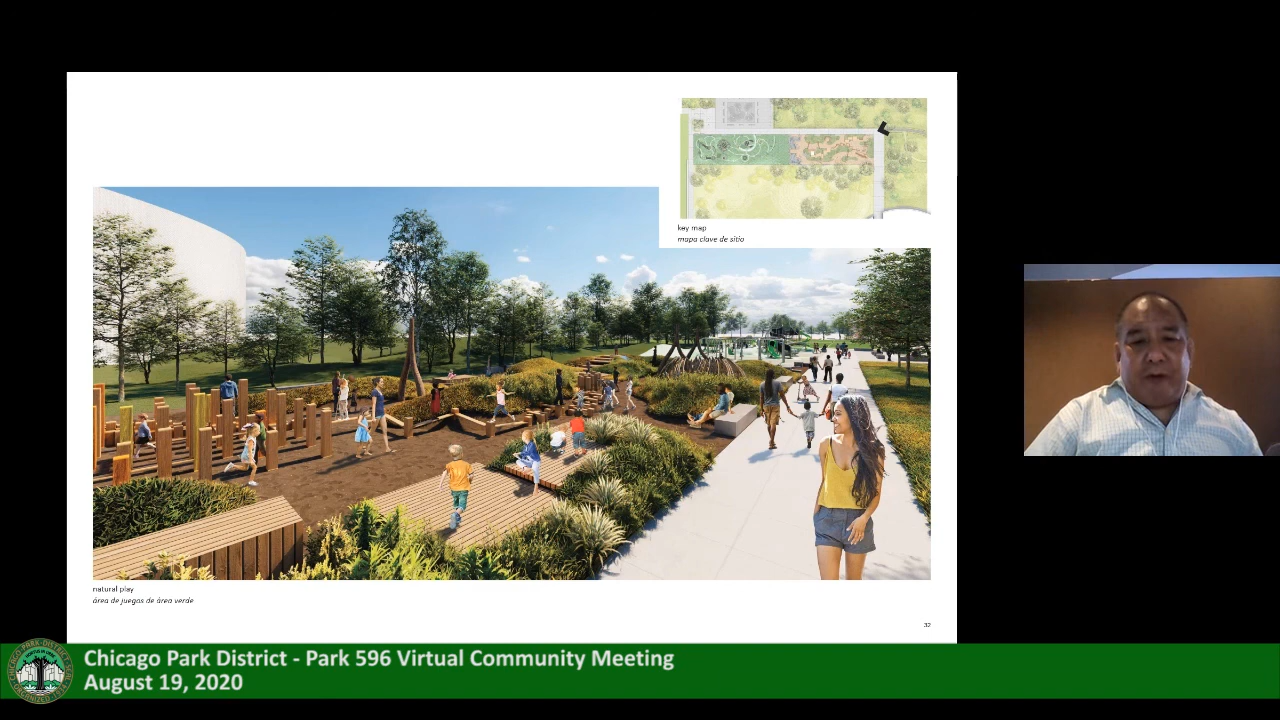 key map
mapa clave de sitio
natural play
área de juegos de área verde
32
Chicago Park District - Park 596 Virtual Community Meeting
August 19, 2020